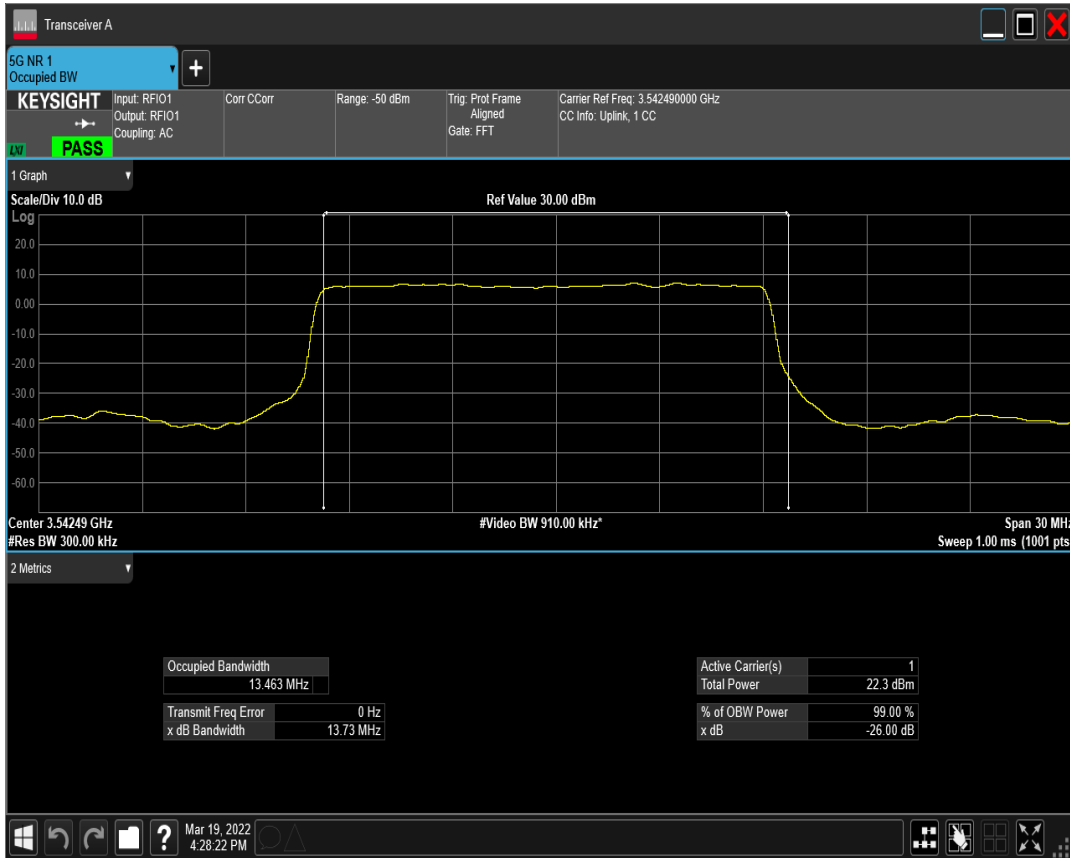 Transceiver A
5G NR 1
Occupied BW
KEYSIGHT
Input: RFIO1
Output: RFIO1
Coupling: AC
Corr CCorr
Range: -50 dBm
Trig: Prot Frame
Aligned
Gate: FFT
Carrier Ref Freq: 3.542490000 GHz
CC Info: Uplink, 1 CC
LXI
PASS
1 Graph
Scale/Div 10.0 dB
Ref Value 30.00 dBm
Log
20.0
10.0
0.00
-10.0
-20.0
-30.0
-40.0
-50.0
-60.0
Center 3.54249 GHz
#Video BW 910.00 kHz*
Span 30 MHz
#Res BW 300.00 kHz
Sweep 1.00 ms (1001 pts
2 Metrics
Occupied Bandwidth
13.463 MHz
Transmit Freq Error 0 Hz
x dB Bandwidth 13.73 MHz
Active Carrier(s) 1
Total Power 22.3 dBm
% of OBW Power 99.00 %
x dB -26.00 dB
?
Mar 19, 2022
4:28:22 PM